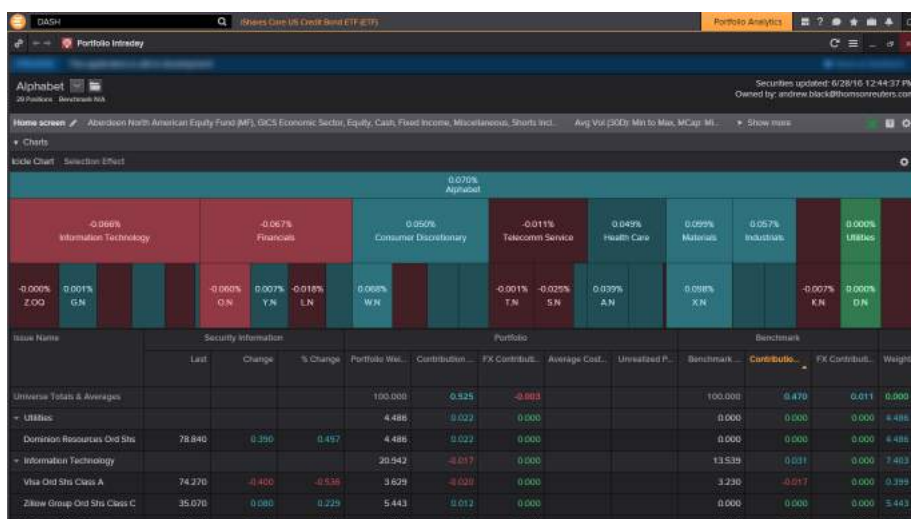 DASH
iShares Core US Credit Bond ETF (ETF)
Portfolio Analytics
Portfolio Intraday
Alphabet
29 Positions Benchmark N/A
Securities updated: 6/28/16 12:44:37 PM
Owned by: andrew.black@thomsonreuters.com
Home screen Aberdeen North American Equity Fund (MF), GICS Economic Sector, Equity, Cash, Fixed Income, Miscellaneous, Shorts Incl... Avg Vol (30D): Min to Max, MCap: Mi... Show more
Charts
Icicle Chart Selection Effect
0.070%
Alphabet
-0.066% -0.067% 0.050% -0.011% 0.049% 0.099% 0.057% 0.000%
Information Technology Financials Consumer Discretionary Telecomm Service Health Care Materials Industrials Utilities
-0.000% 0.001% -0.060% 0.007% -0.018% 0.068% -0.001% -0.025% 0.039% 0.098% -0.007% 0.000%
Z.OQ G.N O.N Y.N L.N W.N T.N S.N A.N X.N K.N D.N
Issue Name Security Information Portfolio Benchmark
Last Change % Change Portfolio Wei... Contribution ... FX Contributi... Average Cost... Unrealized P... Benchmark ... Contributio... FX Contributi... Weight
Universe Totals & Averages 100.000 0.525 -0.003 100.000 0.470 0.011 0.000
Utilities 4.486 0.022 0.000 0.000 0.000 0.000 4.486
Dominion Resources Ord Shs 78.840 0.390 0.497 4.486 0.022 0.000 0.000 0.000 0.000 4.486
Information Technology 20.942 -0.017 0.000 13.539 0.031 0.000 7.403
Visa Ord Shs Class A 74.270 -0.400 -0.536 3.629 -0.020 0.000 3.230 -0.017 0.000 0.399
Zillow Group Ord Shs Class C 35.070 0.080 0.229 5.443 0.012 0.000 0.000 0.000 0.000 5.443